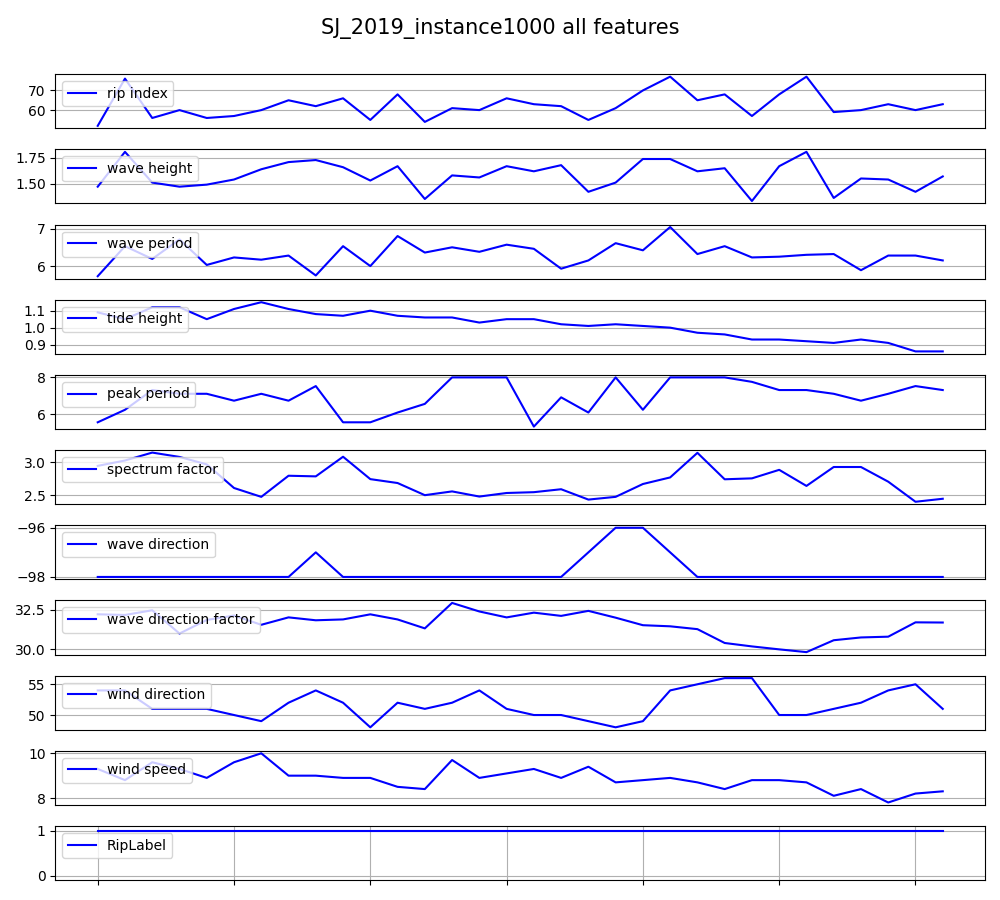 SJ_2019_instance1000 all features
70
60
rip index
1.75
1.50
wave height
7
6
wave period
1.1
1.0
0.9
tide height
8
6
peak period
3.0
2.5
spectrum factor
−96
−98
wave direction
32.5
30.0
wave direction factor
55
50
wind direction
10
8
wind speed
1
0
RipLabel